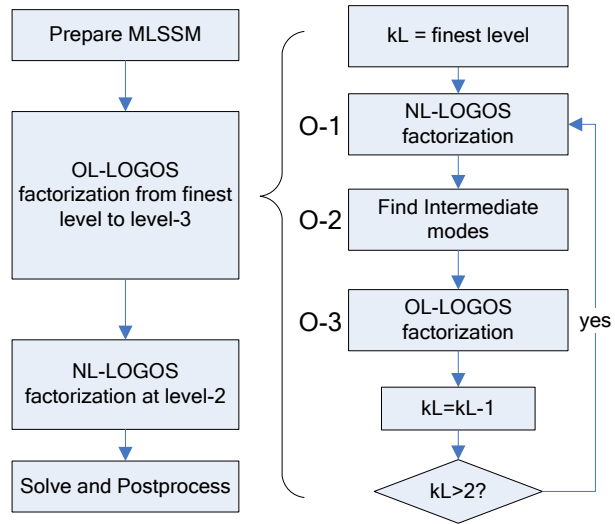 Prepare MLSSM
OL-LOGOS
factorization from finest
level to level-3
NL-LOGOS
factorization at level-2
Solve and Postprocess
kL = finest level
O-1
NL-LOGOS
factorization
O-2
Find Intermediate
modes
O-3
OL-LOGOS
factorization
yes
kL=kL-1
kL>2?